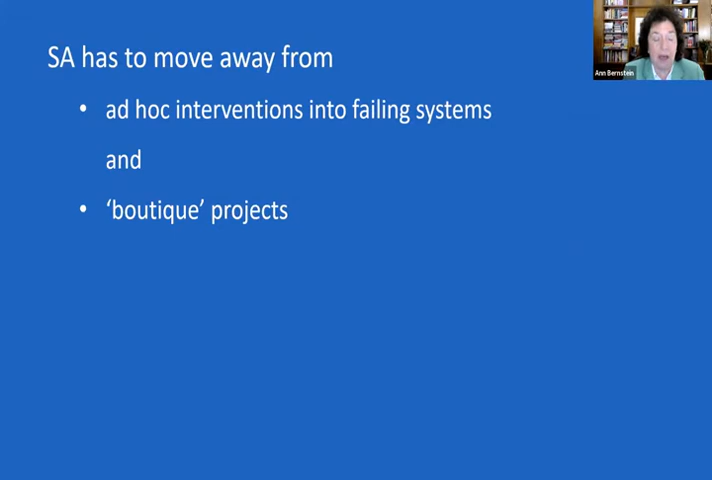 SA has to move away from
• ad hoc interventions into failing systems
and
• ‘boutique’ projects
Ann Bernstein